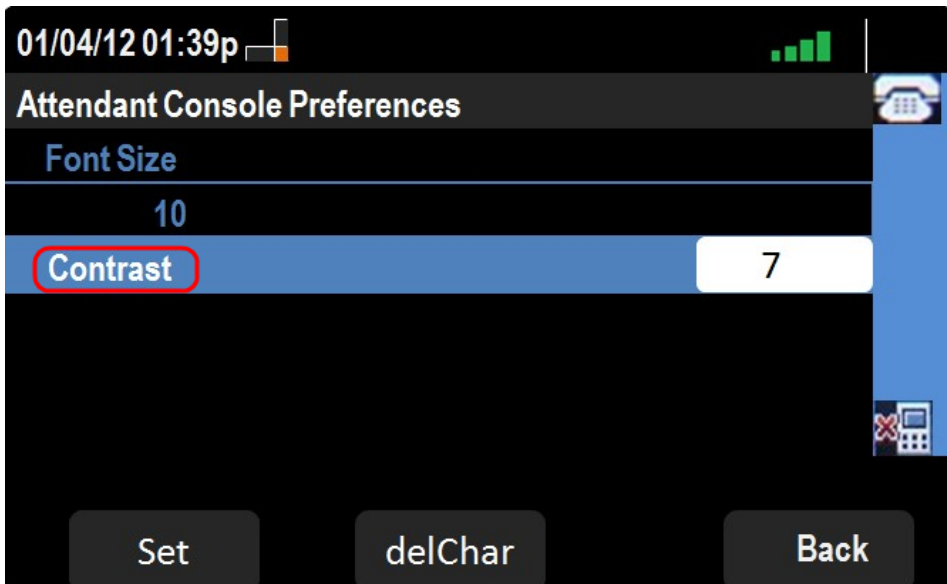 01/04/12 01:39p
Attendant Console Preferences
Font Size
10
Contrast 7
Set delChar Back